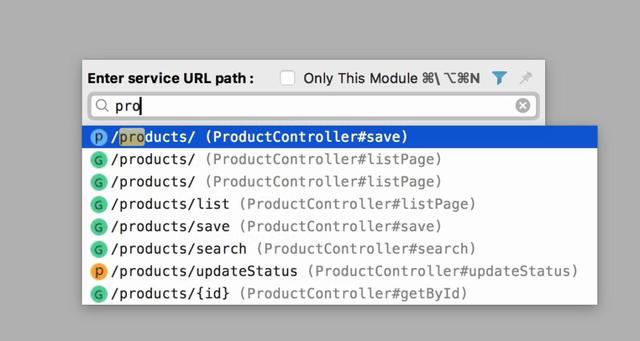 Enter service URL path : Only This Module ⌘\ ⌥⌘N
pro
P /products/ (ProductController#save)
G /products/ (ProductController#listPage)
G /products/ (ProductController#listPage)
G /products/list (ProductController#listPage)
G /products/save (ProductController#save)
G /products/search (ProductController#search)
P /products/updateStatus (ProductController#updateStatus)
G /products/{id} (ProductController#getById)